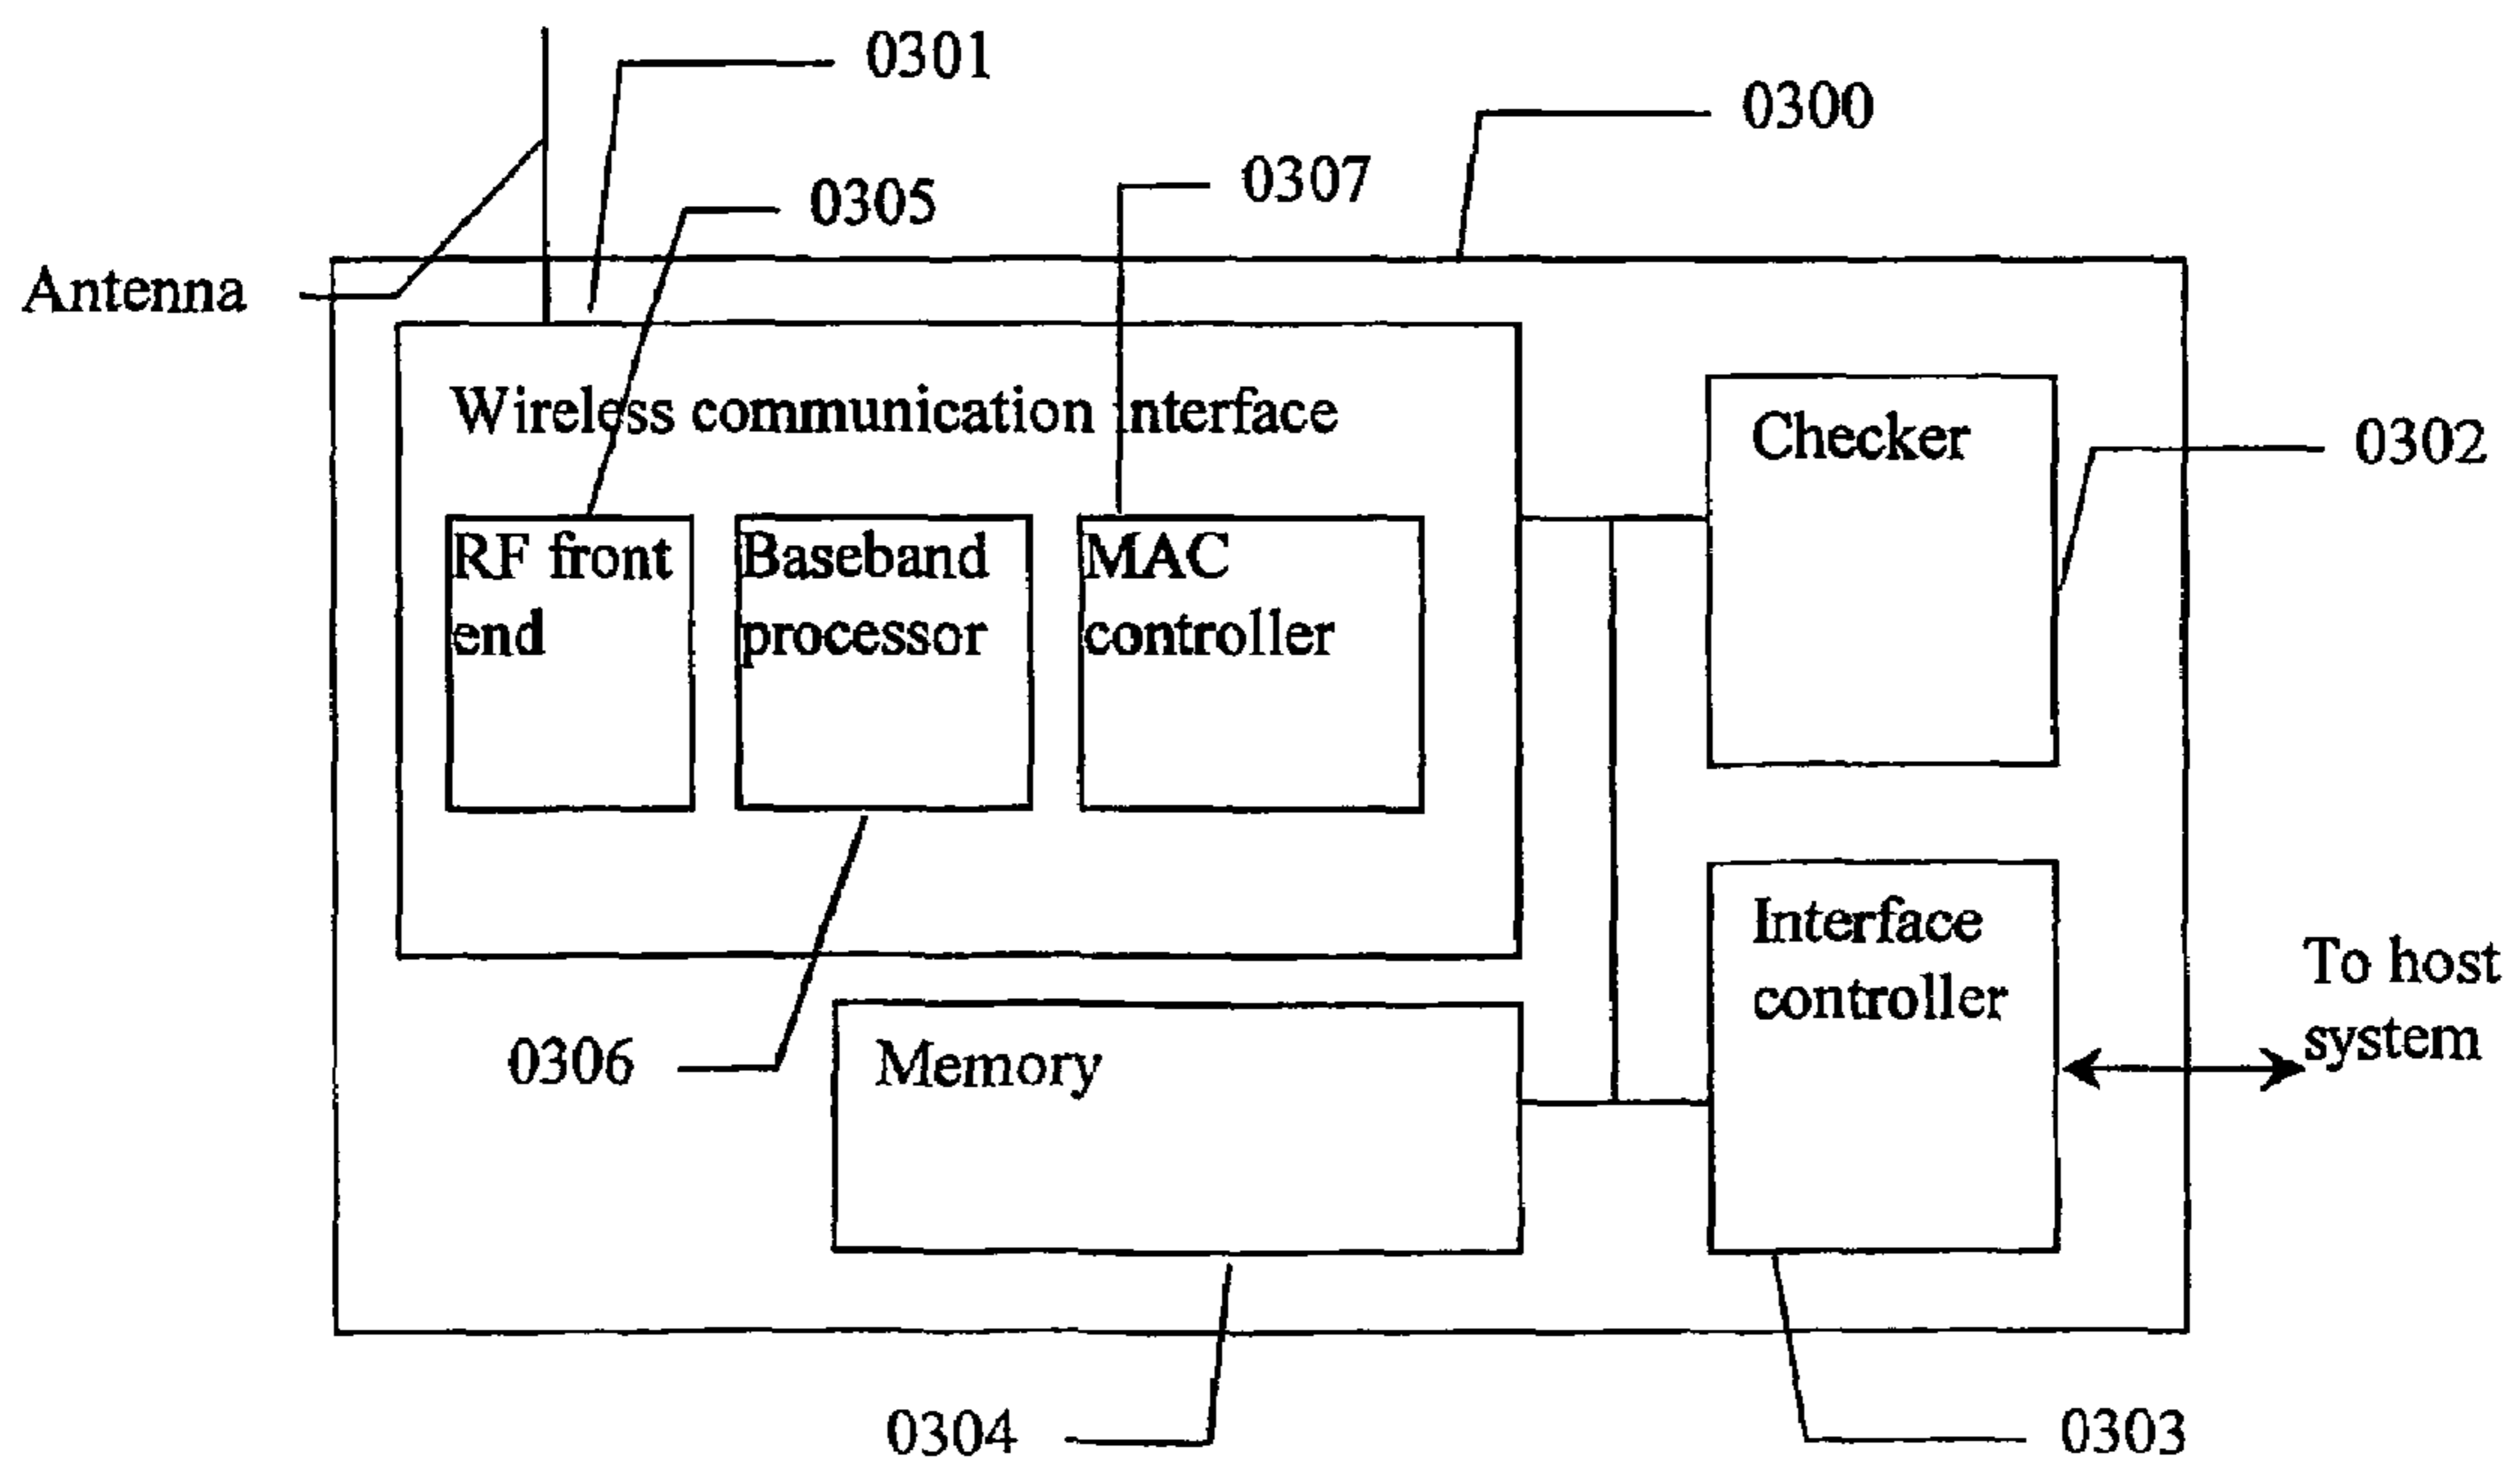 0301
0300
0307
0305
Antenna
Wireless communication interface
Checker
0302
RF front
end
Baseband
processor
MAC
controller
Interface
controller
To host
system
0306
Memory
0304
0303